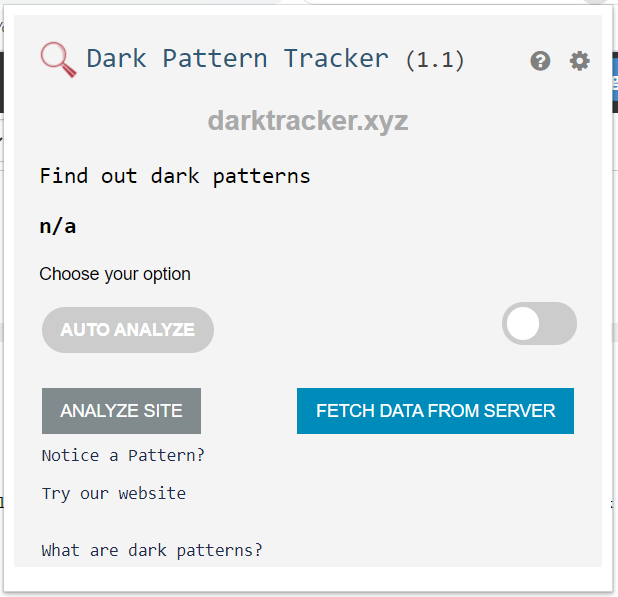 Dark Pattern Tracker (1.1)
darktracker.xyz
Find out dark patterns
n/a
Choose your option
AUTO ANALYZE
ANALYZE SITE
FETCH DATA FROM SERVER
Notice a Pattern?
Try our website
What are dark patterns?